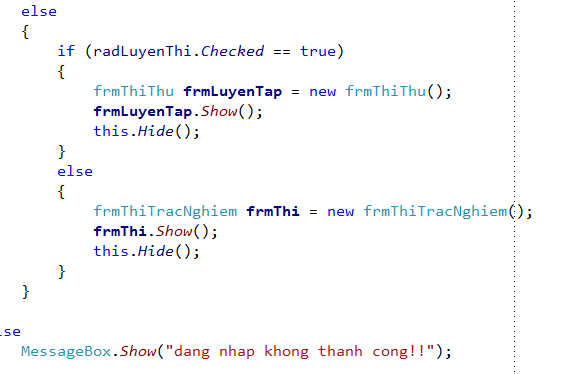 else
{
if (radLuyenThi.Checked == true)
{
frmThiThu frmLuyenTap = new frmThiThu();
frmLuyenTap.Show();
this.Hide();
}
else
{
frmThiTracNghiem frmThi = new frmThiTracNghiem();
frmThi.Show();
this.Hide();
}
}
lse
MessageBox.Show("dang nhap khong thanh cong!!");